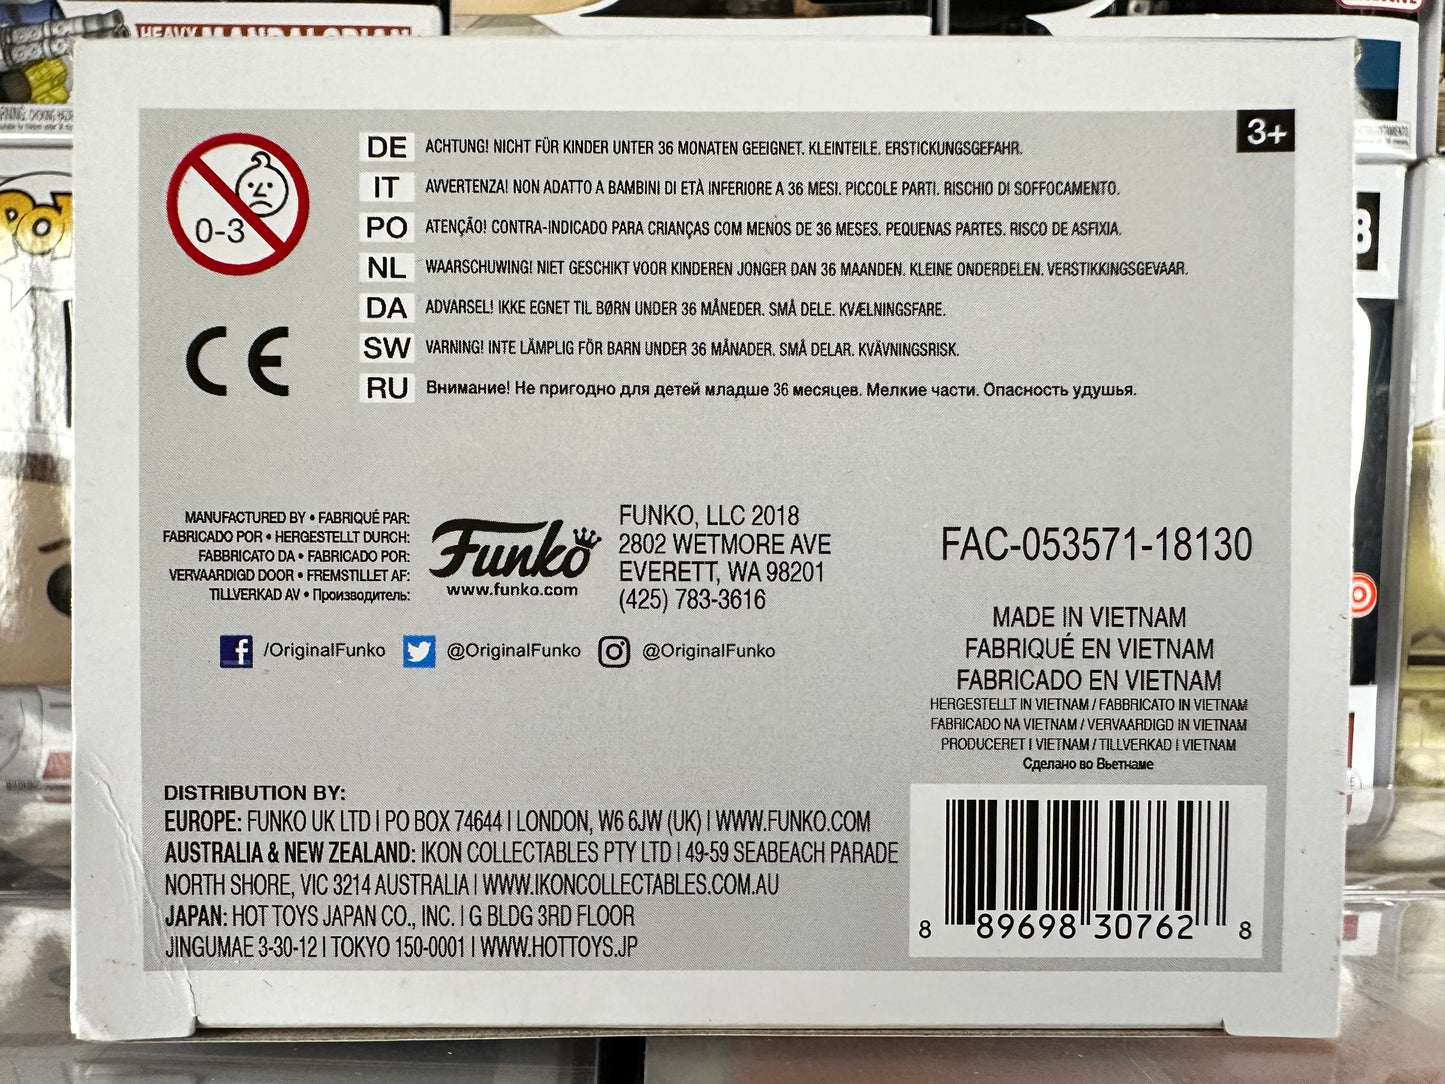 HEAVY MANDALORIAN
3+
0-3
DE ACHTUNG! NICHT FÜR KINDER UNTER 36 MONATEN GEEIGNET. KLEINTEILE. ERSTICKUNGSGEFAHR.
IT AVVERTENZA! NON ADATTO A BAMBINI DI ETÀ INFERIORE A 36 MESI. PICCOLE PARTI. RISCHIO DI SOFFOCAMENTO.
PO ATENÇÃO! CONTRA-INDICADO PARA CRIANÇAS COM MENOS DE 36 MESES. PEQUENAS PARTES. RISCO DE ASFIXIA.
NL WAARSCHUWING! NIET GESCHIKT VOOR KINDEREN JONGER DAN 36 MAANDEN. KLEINE ONDERDELEN. VERSTIKKINGSGEVAAR.
DA ADVARSEL! IKKE EGNET TIL BØRN UNDER 36 MÅNEDER. SMÅ DELE. KVÆLNINGSFARE.
SW VARNING! INTE LÄMPLIG FÖR BARN UNDER 36 MÅNADER. SMÅ DELAR. KVÄVNINGSRISK.
RU Внимание! Не пригодно для детей младше 36 месяцев. Мелкие части. Опасность удушья.
CE
MANUFACTURED BY • FABRIQUÉ PAR:
FABRICADO POR • HERGESTELLT DURCH:
FABBRICATO DA • FABRICADO POR:
VERVAARDIGD DOOR • FREMSTILLET AF:
TILLVERKAD AV • Производитель:
Funko
www.funko.com
FUNKO, LLC 2018
2802 WETMORE AVE
EVERETT, WA 98201
(425) 783-3616
FAC-053571-18130
/OriginalFunko @OriginalFunko @OriginalFunko
MADE IN VIETNAM
FABRIQUÉ EN VIETNAM
FABRICADO EN VIETNAM
HERGESTELLT IN VIETNAM / FABBRICATO IN VIETNAM
FABRICADO NA VIETNAM / VERVAARDIGD IN VIETNAM
PRODUCERET I VIETNAM / TILLVERKAD I VIETNAM
Сделано во Вьетнаме
DISTRIBUTION BY:
EUROPE: FUNKO UK LTD | PO BOX 74644 | LONDON, W6 6JW (UK) | WWW.FUNKO.COM
AUSTRALIA & NEW ZEALAND: IKON COLLECTABLES PTY LTD | 49-59 SEABEACH PARADE
NORTH SHORE, VIC 3214 AUSTRALIA | WWW.IKONCOLLECTABLES.COM.AU
JAPAN: HOT TOYS JAPAN CO., INC. | G BLDG 3RD FLOOR
JINGUMAE 3-30-12 | TOKYO 150-0001 | WWW.HOTTOYS.JP
8 89698 30762 8